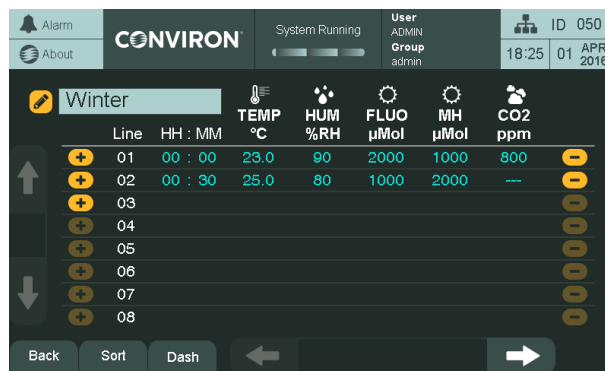 Alarm
About
CONVIRON
System Running
User
ADMIN
Group
admin
ID 050
18:25
01 APR 2016
Winter
TEMP HUM FLUO MH CO2
Line HH : MM °C %RH µMol µMol ppm
01 00 : 00 23.0 90 2000 1000 800
02 00 : 30 25.0 80 1000 2000 ---
03
04
05
06
07
08
Back Sort Dash